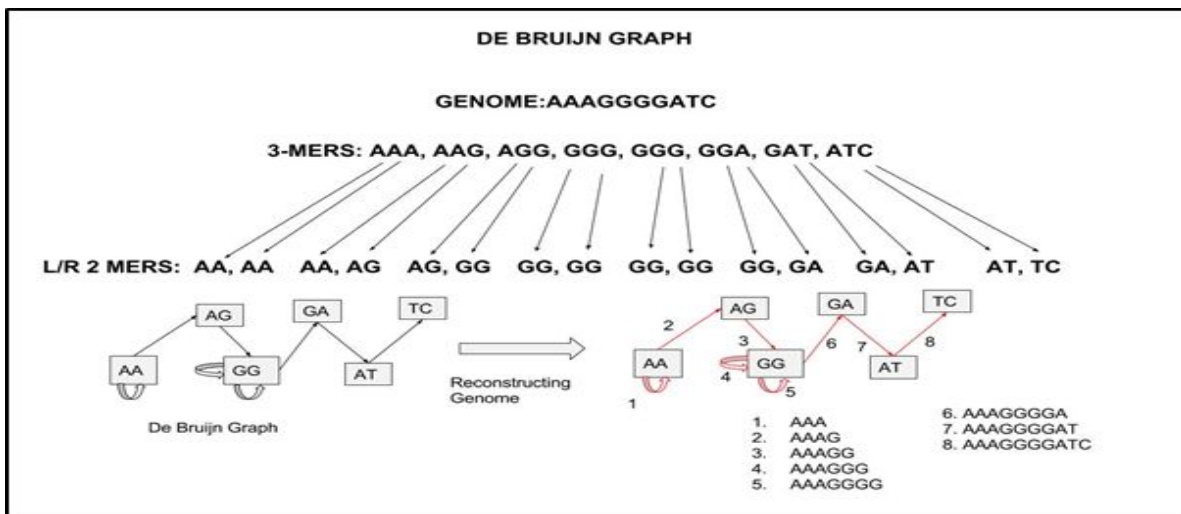 DE BRUIJN GRAPH
GENOME:AAAGGGGATC
3-MERS: AAA, AAG, AGG, GGG, GGG, GGA, GAT, ATC
L/R 2 MERS: AA, AA AA, AG AG, GG GG, GG GG, GG GG, GA GA, AT AT, TC
AG GA TC
AA GG AT
De Bruijn Graph
Reconstructing
Genome
AG GA TC
2 3 6 7 8
AA GG AT
4
1 5
1. AAA
2. AAAG
3. AAAGG
4. AAAGGG
5. AAAGGGG
6. AAAGGGGA
7. AAAGGGGAT
8. AAAGGGGATC